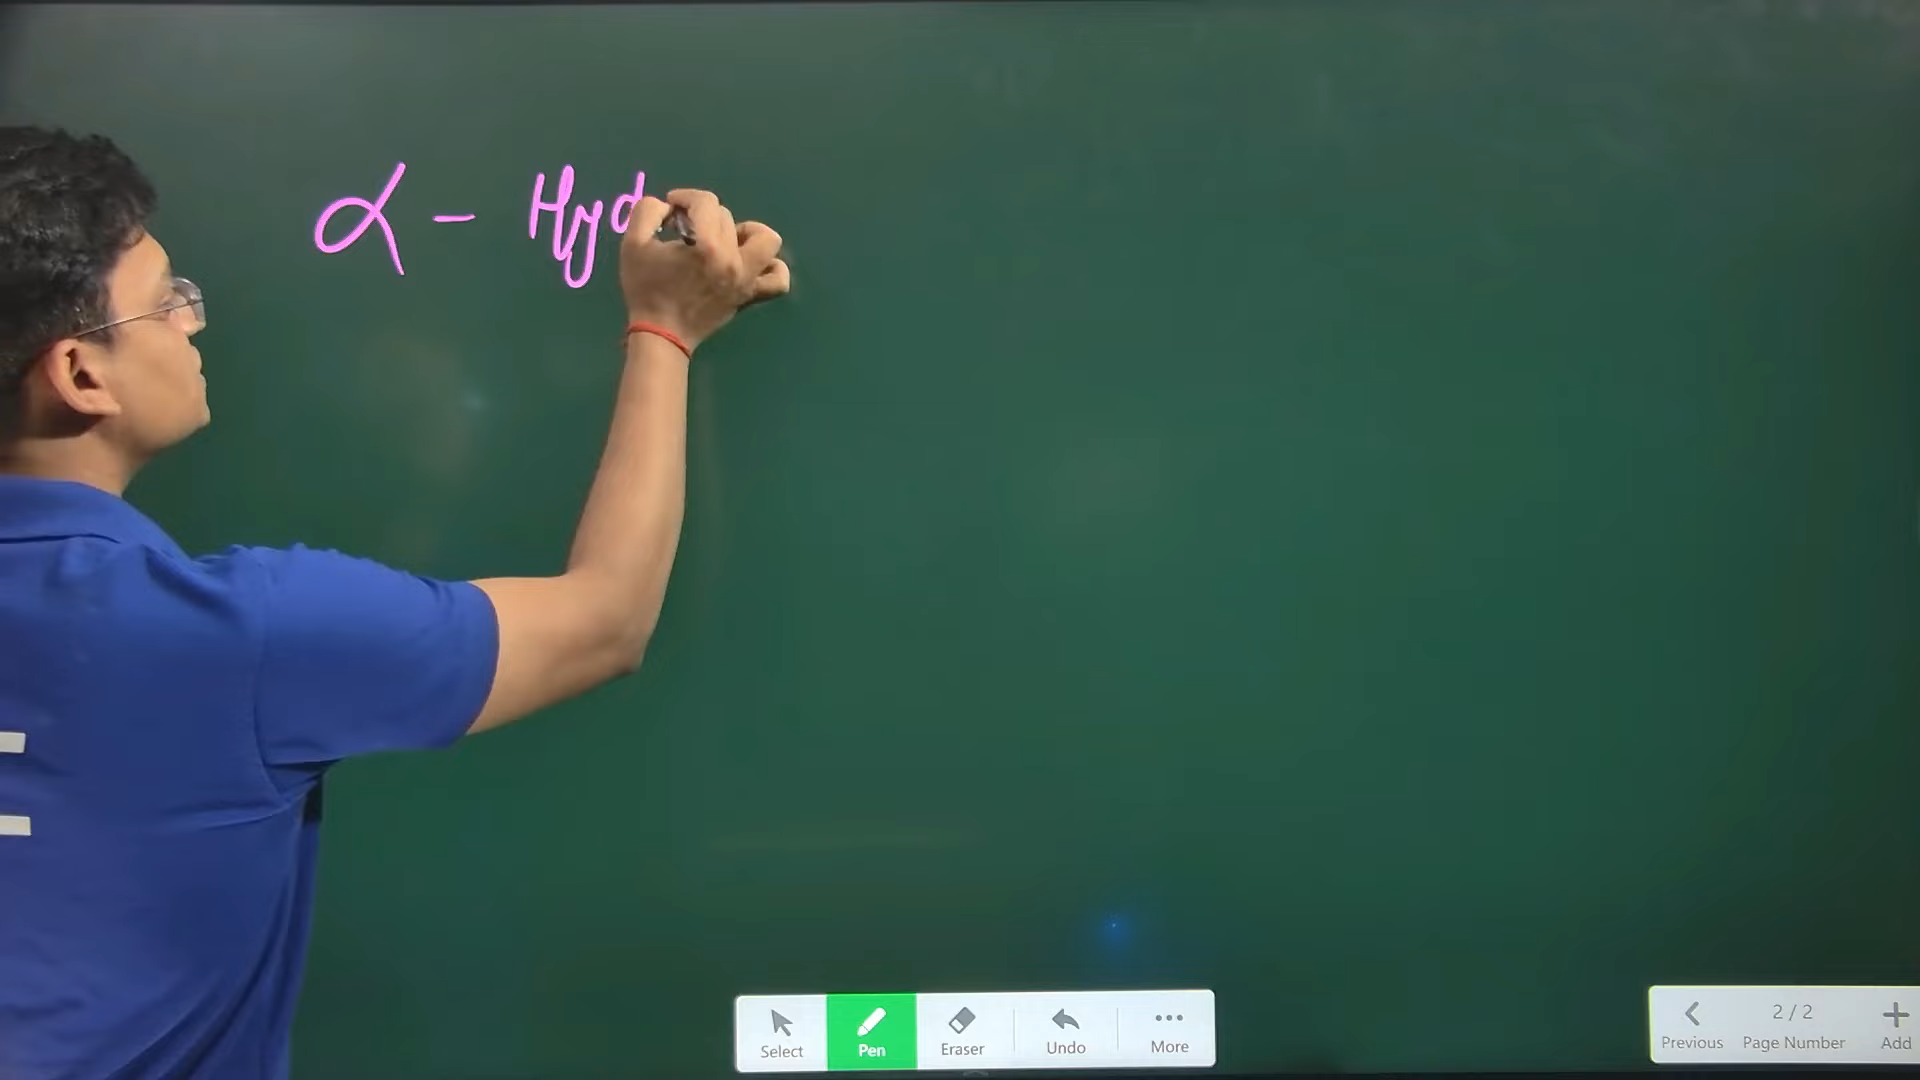 α - Hyd
Select
Pen
Eraser
Undo
More
2 / 2
Previous
Page Number
Add